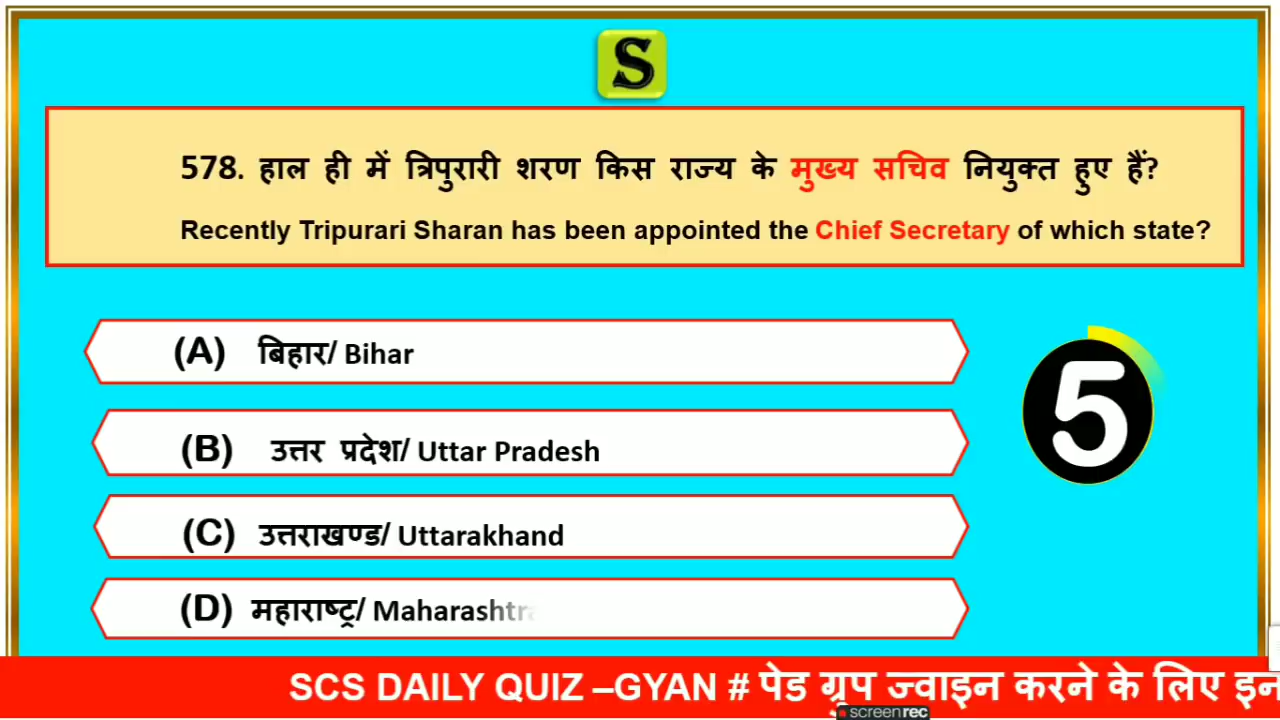 S
578. हाल ही में त्रिपुरारी शरण किस राज्य के मुख्य सचिव नियुक्त हुए हैं?
Recently Tripurari Sharan has been appointed the Chief Secretary of which state?
(A) बिहार/ Bihar
(B) उत्तर प्रदेश/ Uttar Pradesh
(C) उत्तराखण्ड/ Uttarakhand
(D) महाराष्ट्र/ Maharashtra
5
SCS DAILY QUIZ –GYAN # पेड ग्रुप ज्वाइन करने के लिए इन
screenrec